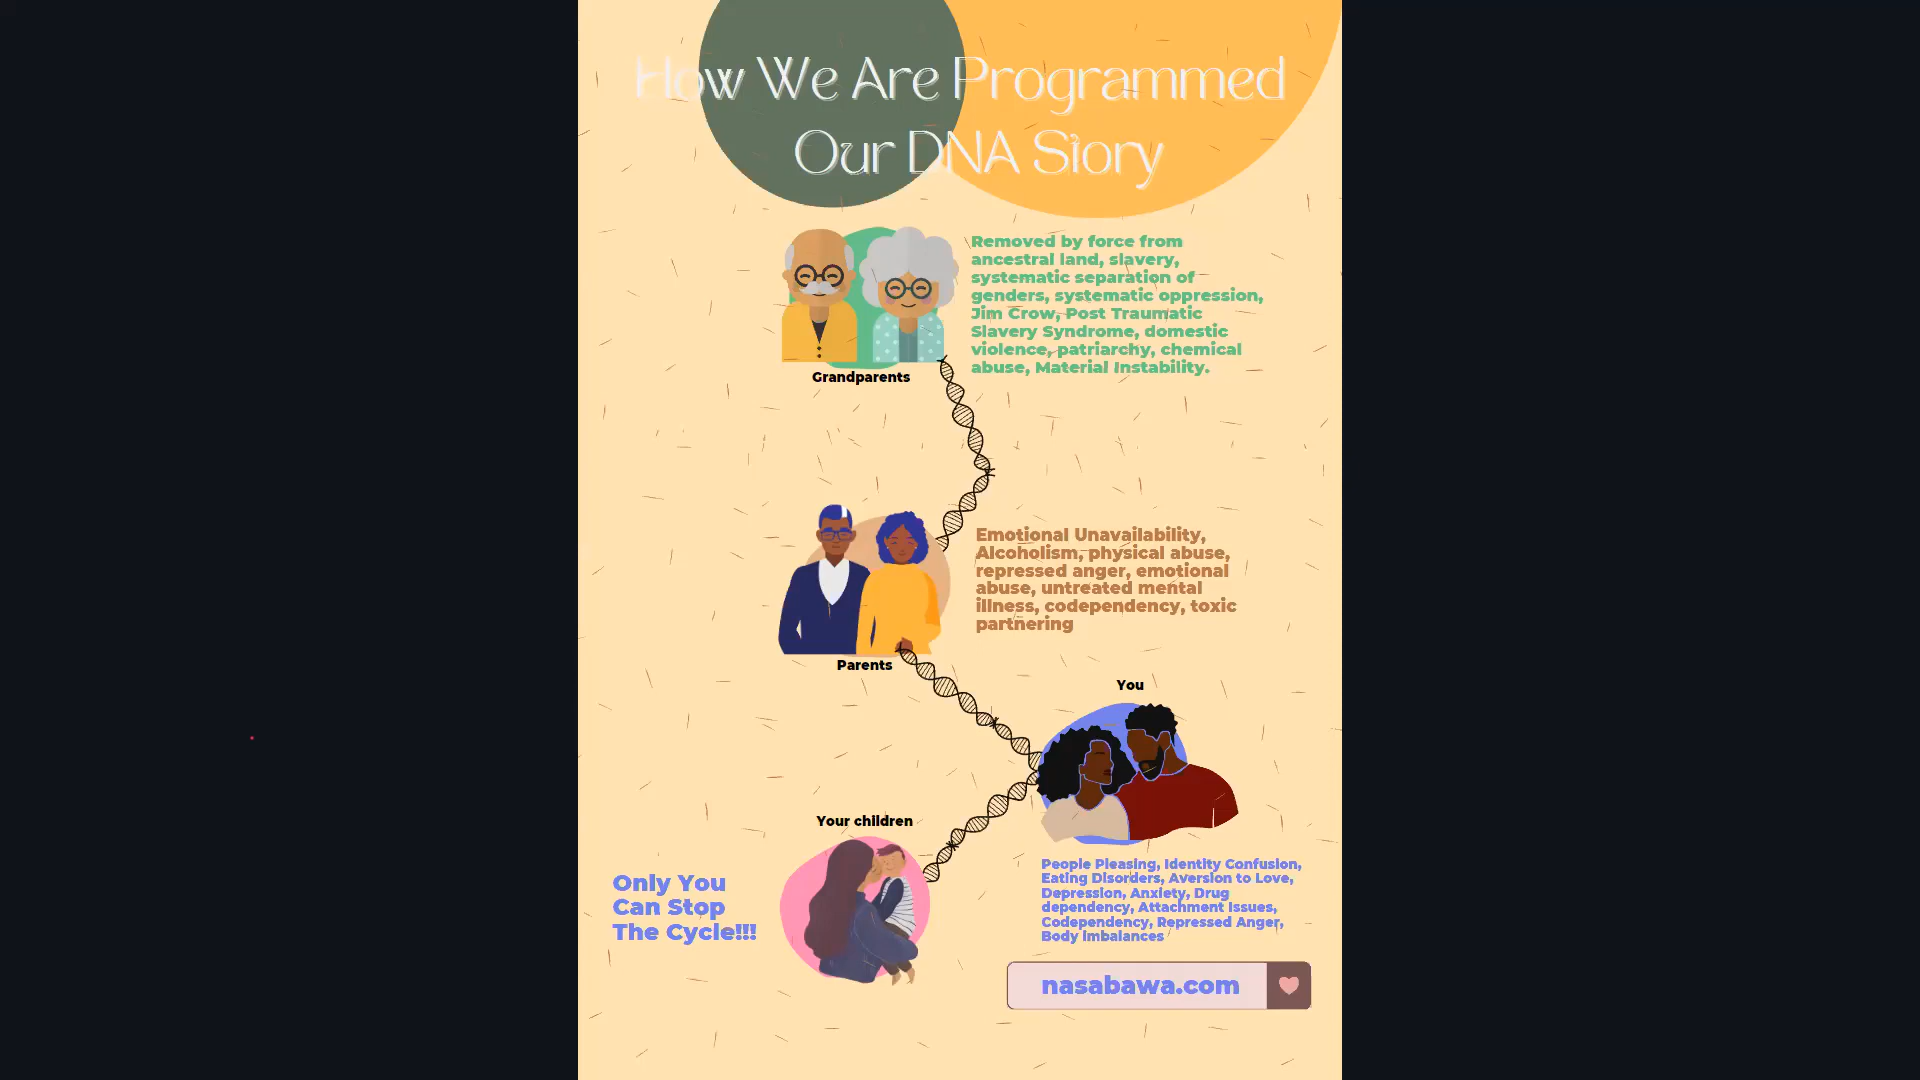 How We Are Programmed
Our DNA Story
Removed by force from
ancestral land, slavery,
systematic separation of
genders, systematic oppression,
Jim Crow, Post Traumatic
Slavery Syndrome, domestic
violence, patriarchy, chemical
abuse, Material Instability.
Grandparents
Emotional Unavailability,
Alcoholism, physical abuse,
repressed anger, emotional
abuse, untreated mental
illness, codependency, toxic
partnering
Parents
You
Your children
People Pleasing, Identity Confusion,
Eating Disorders, Aversion to Love,
Depression, Anxiety, Drug
dependency, Attachment Issues,
Codependency, Repressed Anger,
Body imbalances
Only You
Can Stop
The Cycle!!!
nasabawa.com